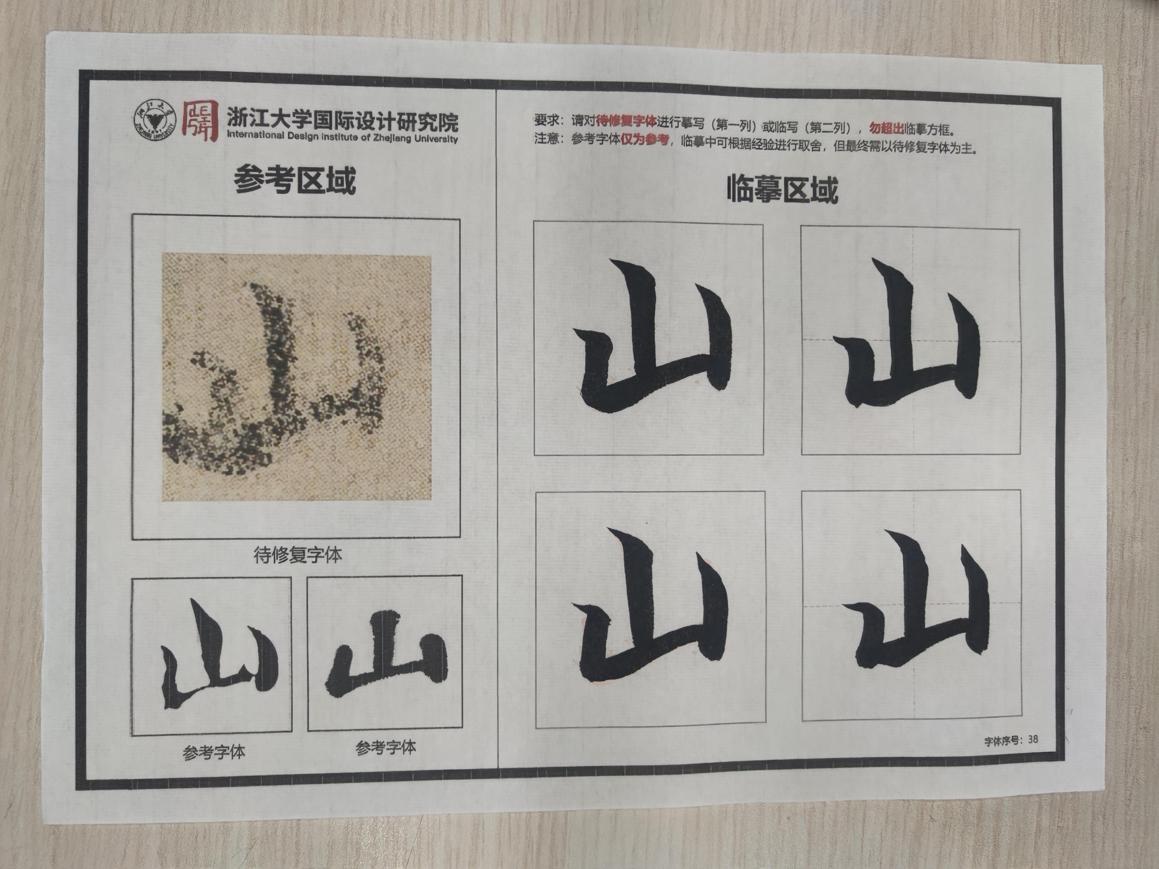 浙江大学国际设计研究院
International Design Institute of Zhejiang University
参考区域
山
待修复字体
山
山
参考字体
参考字体
要求：请对待修复字体进行摹写（第一列）或临写（第二列），勿超出临摹方框。
注意：参考字体仅为参考，临摹中可根据经验进行取舍，但最终需以待修复字体为主。
临摹区域
山
山
山
山
字体序号：38